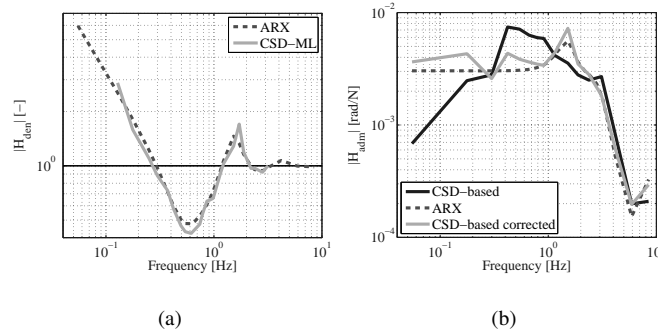 (a)
ARX
CSD-ML
|H_den| [-]
10^0
10^-1
10^0
10^1
Frequency [Hz]
(b)
10^-2
|H_adm| [rad/N]
10^-3
10^-4
CSD-based
ARX
CSD-based corrected
10^-1
10^0
Frequency [Hz]
(a)
(b)